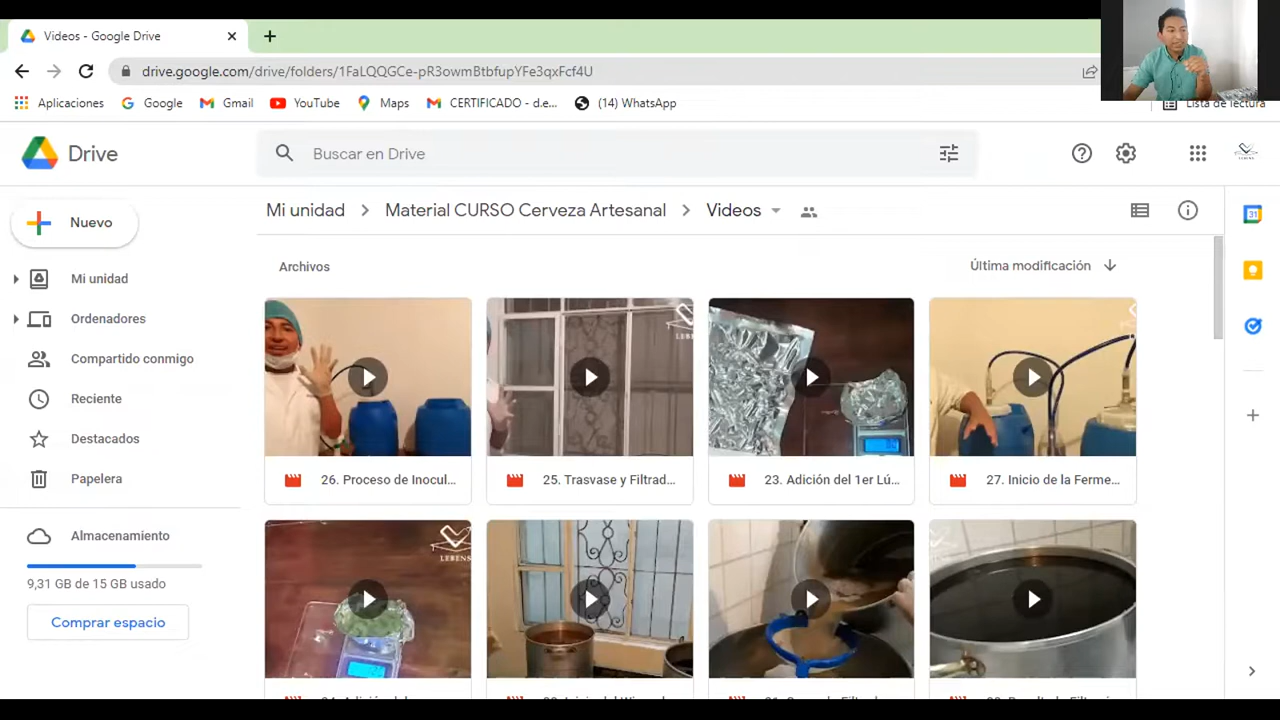 Videos - Google Drive
drive.google.com/drive/folders/1FaLQQGCe-pR3owmBtbfupYFe3qxFcf4U
Aplicaciones Google Gmail YouTube Maps CERTIFICADO - d.e... (14) WhatsApp Lista de lectura
Drive
Buscar en Drive
LEBENS
Nuevo
Mi unidad
Ordenadores
Compartido conmigo
Reciente
Destacados
Papelera
Almacenamiento
9,31 GB de 15 GB usado
Comprar espacio
Mi unidad Material CURSO Cerveza Artesanal Videos
Archivos Última modificación
26. Proceso de Inocul... 25. Trasvase y Filtrad... 23. Adición del 1er Lú... 27. Inicio de la Ferme...
LEBENS
31